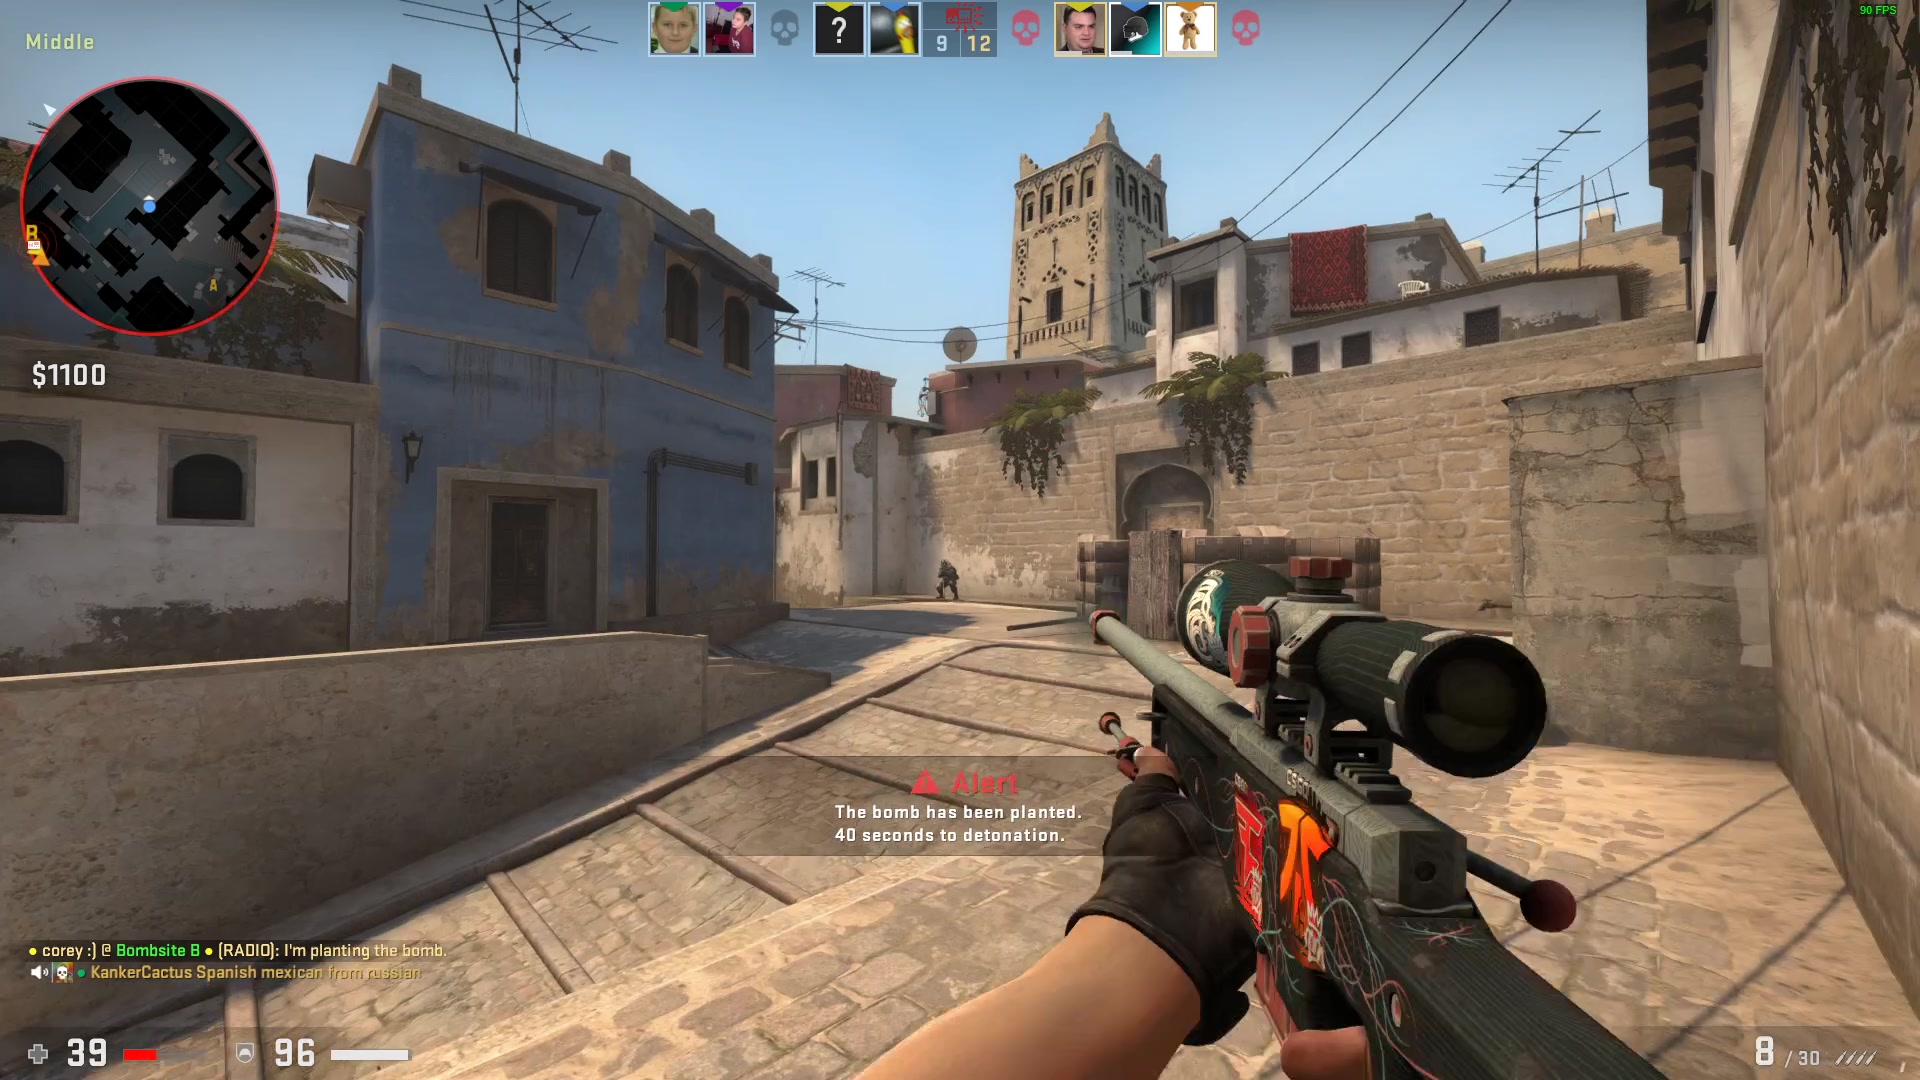 90 FPS
Middle
?
9 12
B
A
$1100
Alert
The bomb has been planted.
40 seconds to detonation.
● corey :) @ Bombsite B ● (RADIO): I'm planting the bomb.
● KankerCactus Spanish mexican from russian
39 96
8 / 30